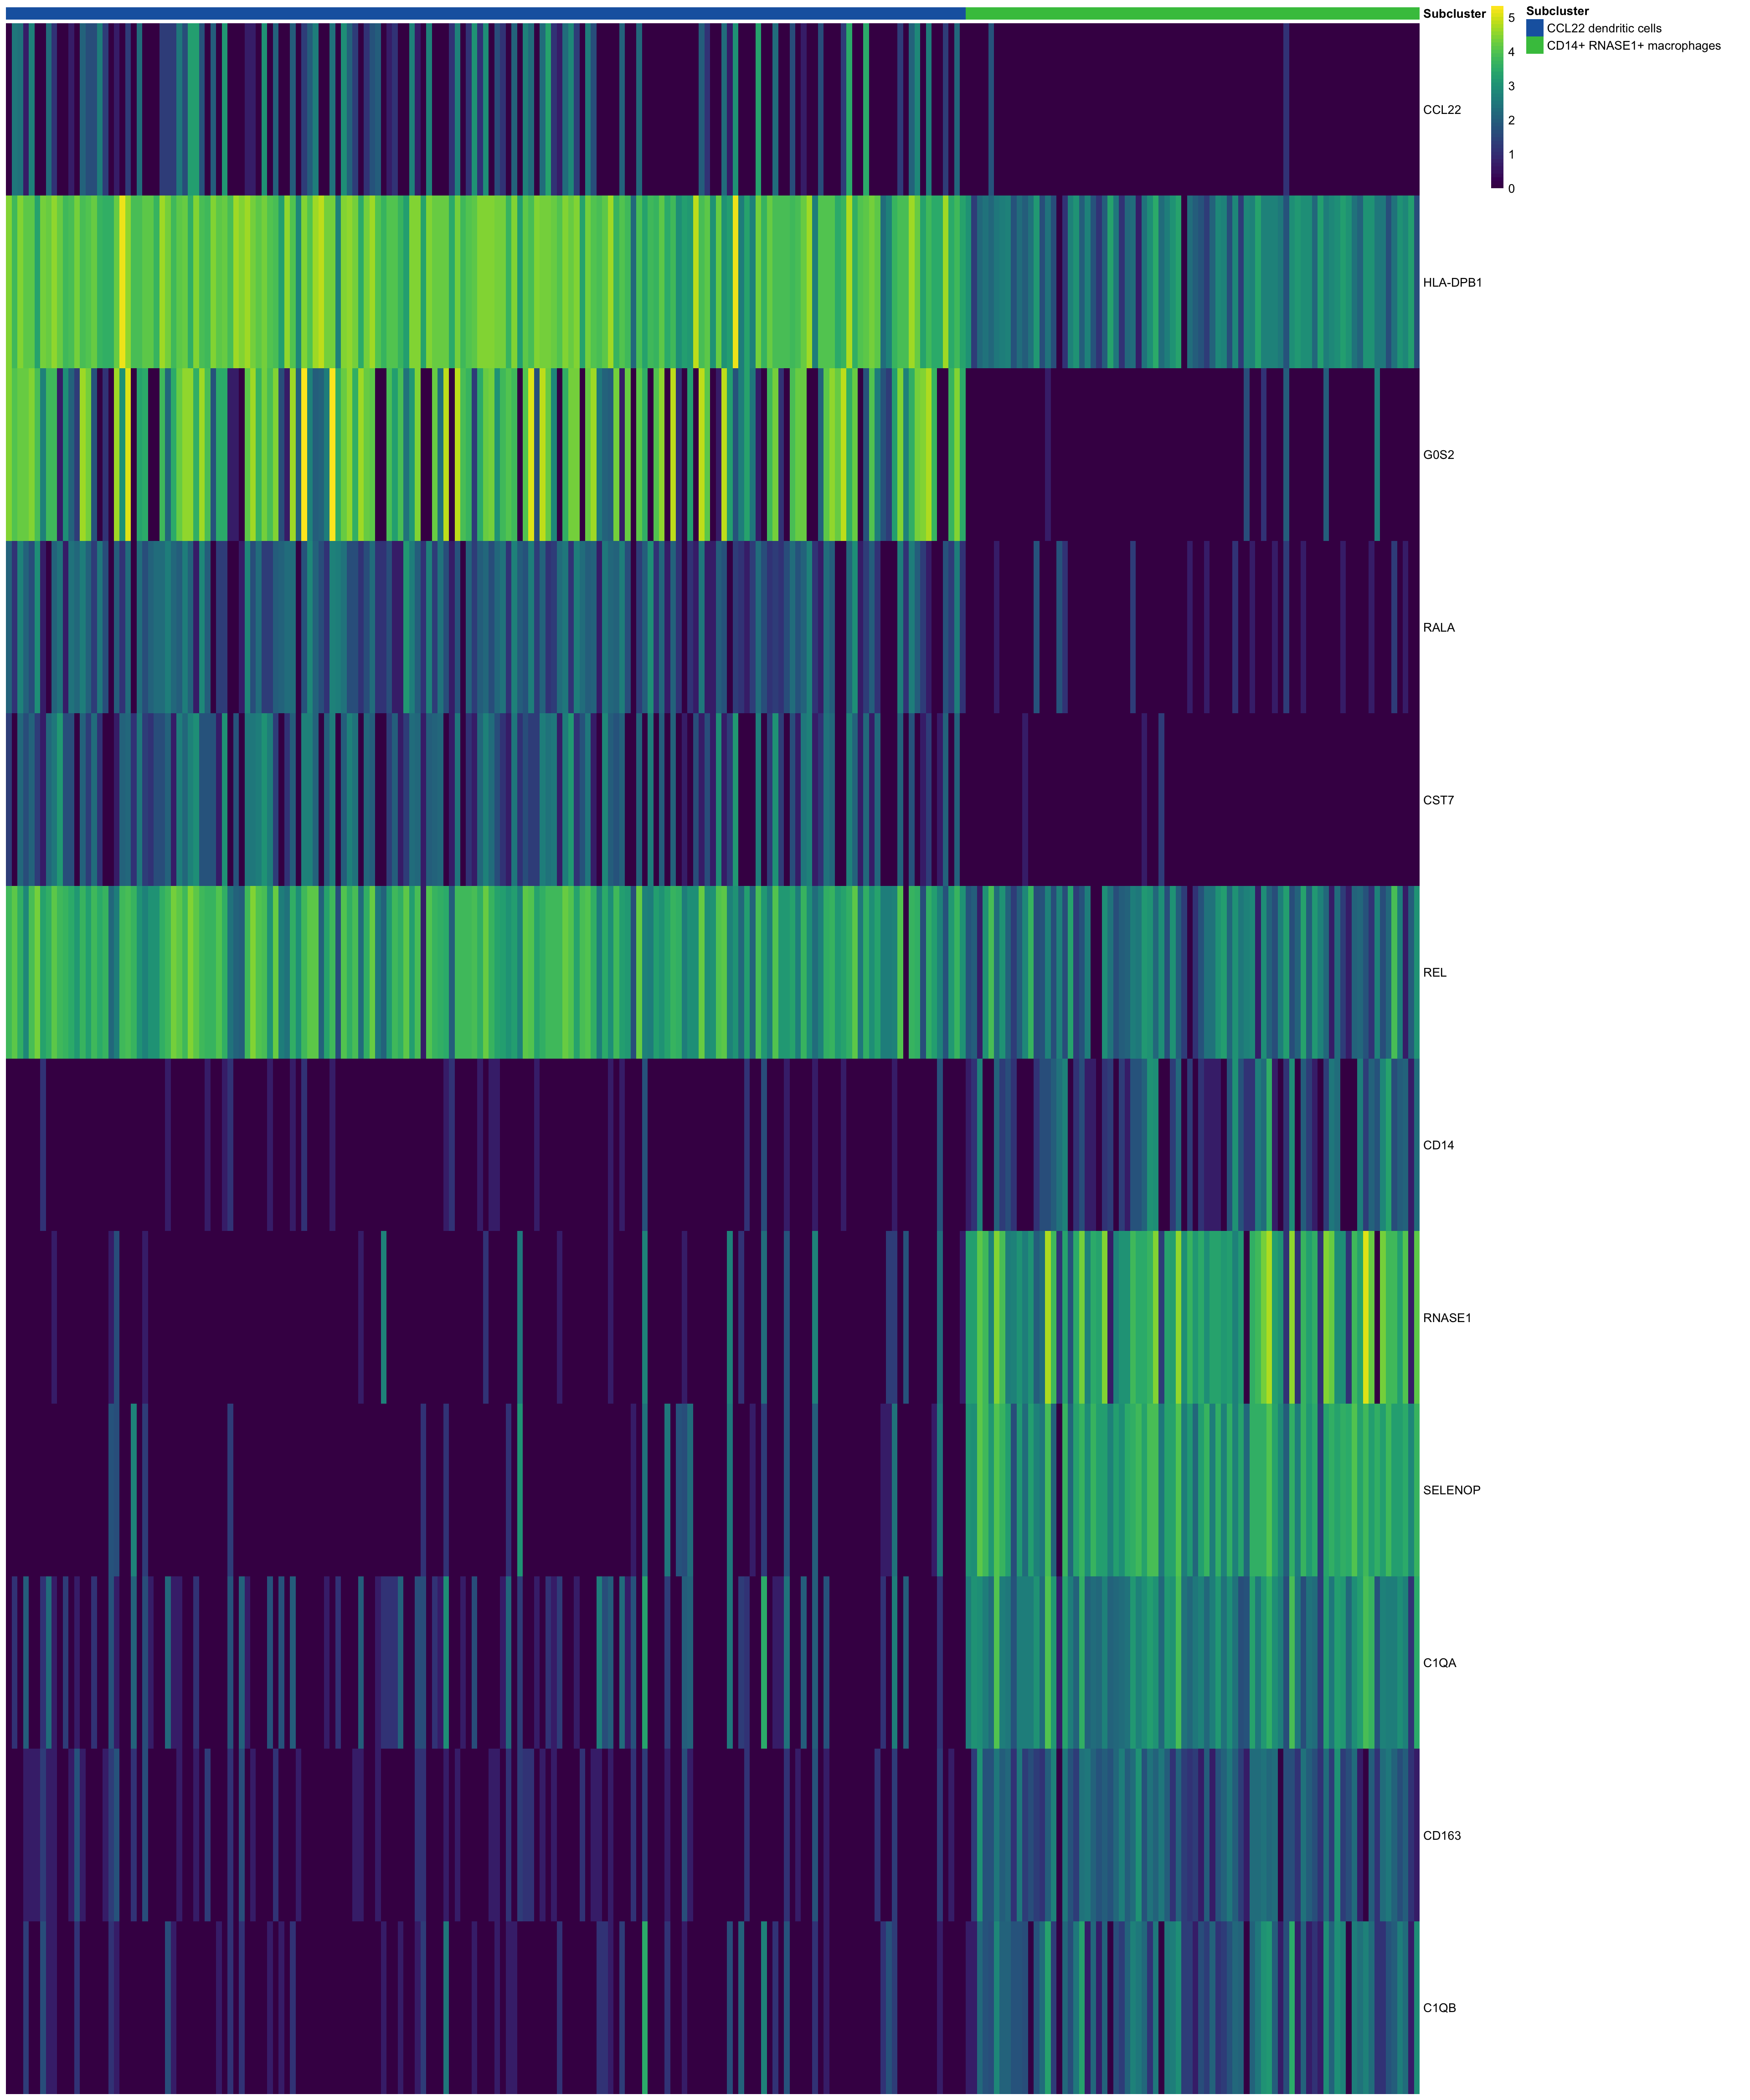 Subcluster
5
4
3
2
1
0
Subcluster
CCL22 dendritic cells
CD14+ RNASE1+ macrophages
CCL22
HLA-DPB1
G0S2
RALA
CST7
REL
CD14
RNASE1
SELENOP
C1QA
CD163
C1QB